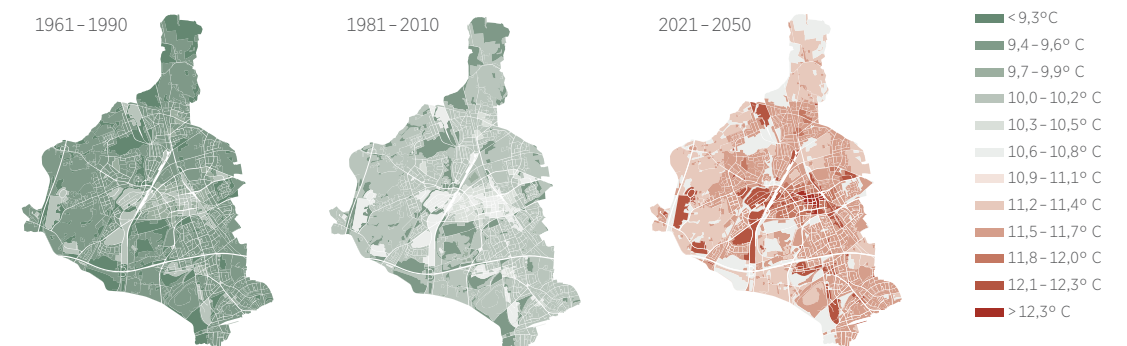 1961–1990
1981–2010
2021–2050
< 9,3°C
9,4–9,6° C
9,7–9,9° C
10,0–10,2° C
10,3–10,5° C
10,6–10,8° C
10,9–11,1° C
11,2–11,4° C
11,5–11,7° C
11,8–12,0° C
12,1–12,3° C
> 12,3° C